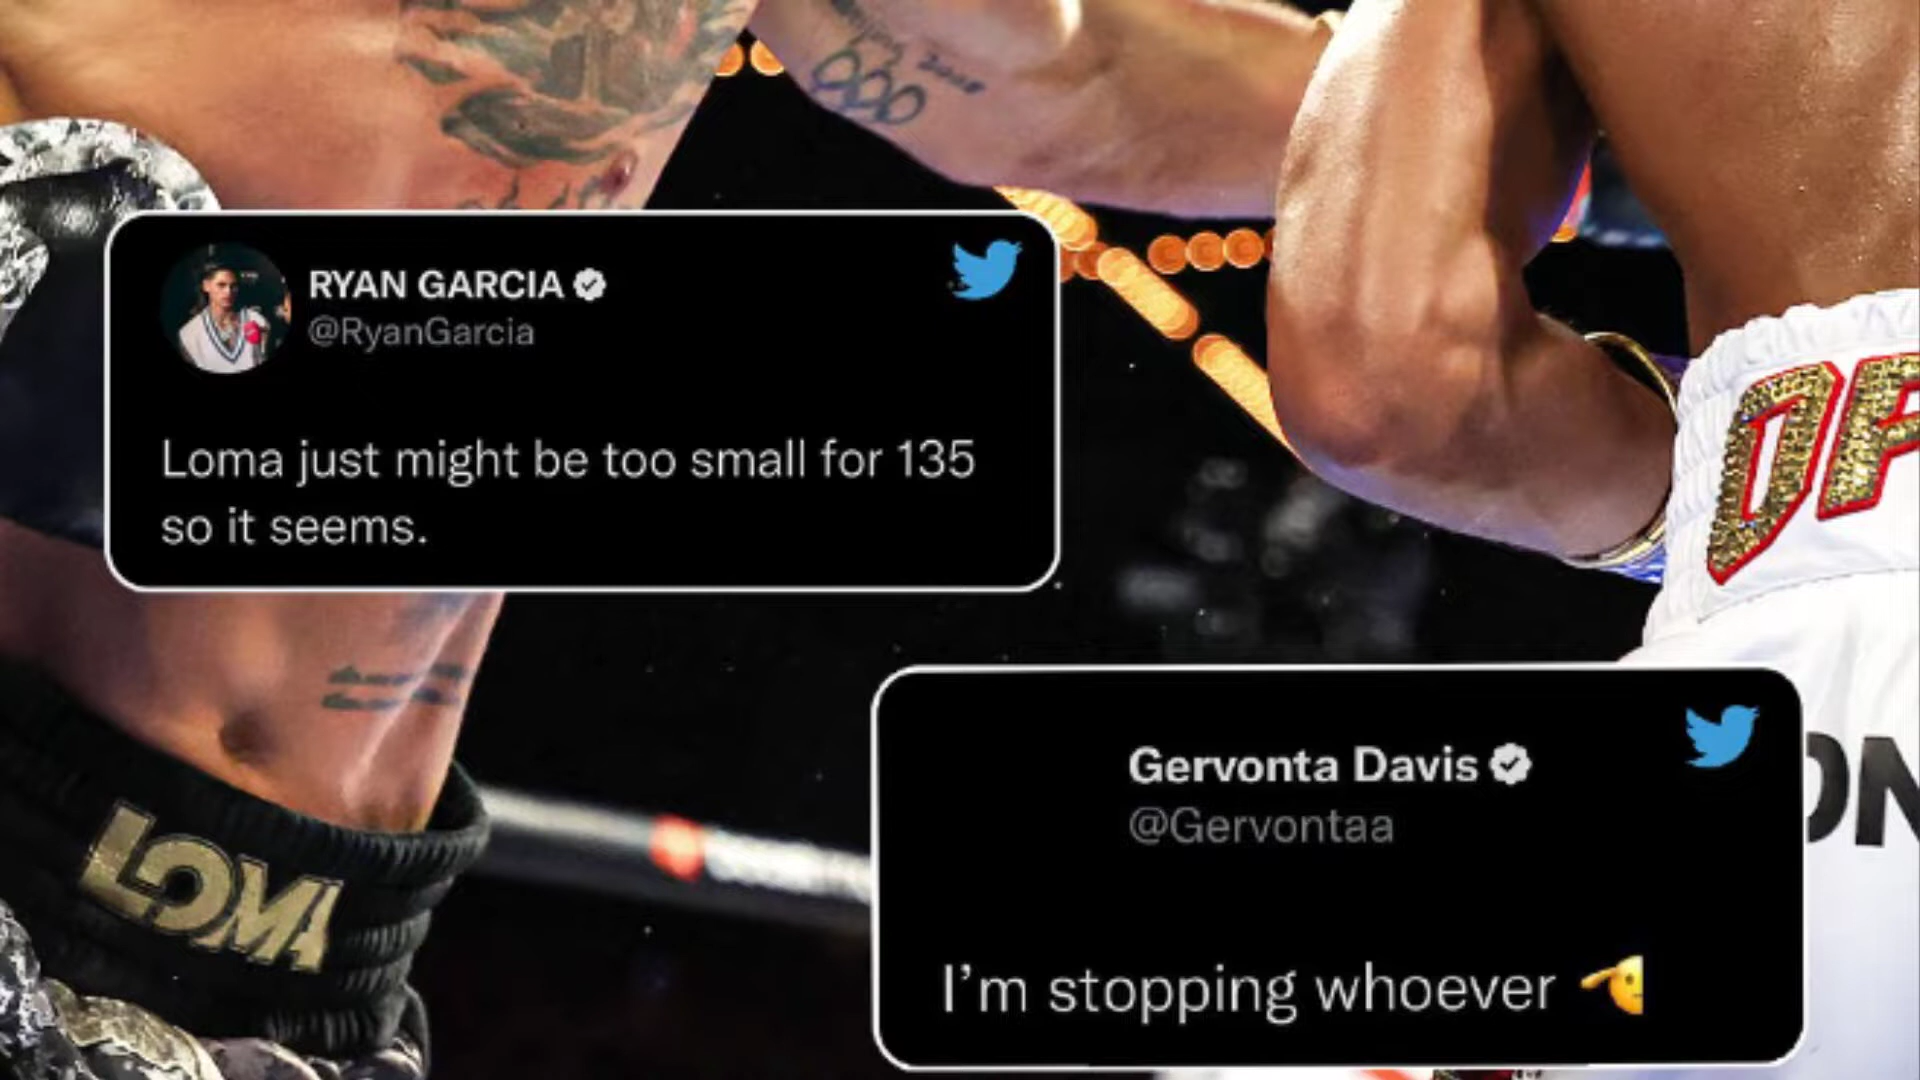 2008
RYAN GARCIA
@RyanGarcia
Loma just might be too small for 135
so it seems.
Gervonta Davis
@Gervontaa
I'm stopping whoever
LOMA